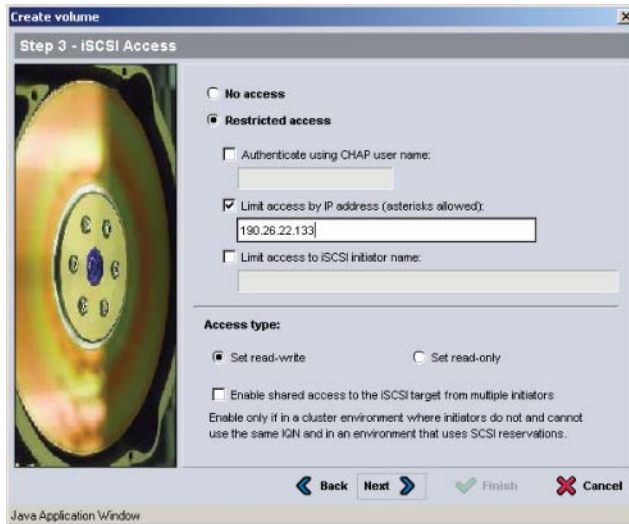 Create volume
Step 3 - iSCSI Access
No access
Restricted access
Authenticate using CHAP user name:
Limit access by IP address (asterisks allowed):
190.26.22.133
Limit access to iSCSI initiator name:
Access type:
Set read-write
Set read-only
Enable shared access to the iSCSI target from multiple initiators
Enable only if in a cluster environment where initiators do not and cannot
use the same IQN and in an environment that uses SCSI reservations.
Back Next Finish Cancel
Java Application Window